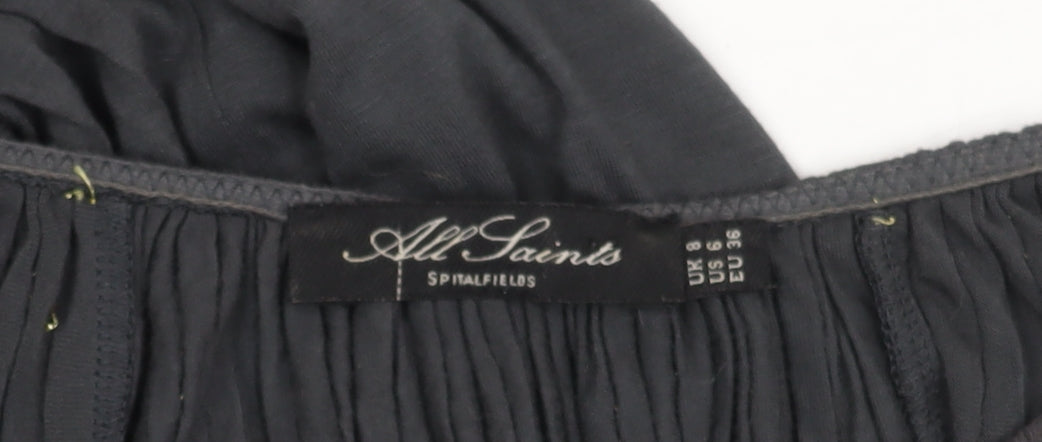 All Saints
SPITALFIELDS
UK 8
US 6
EU 36